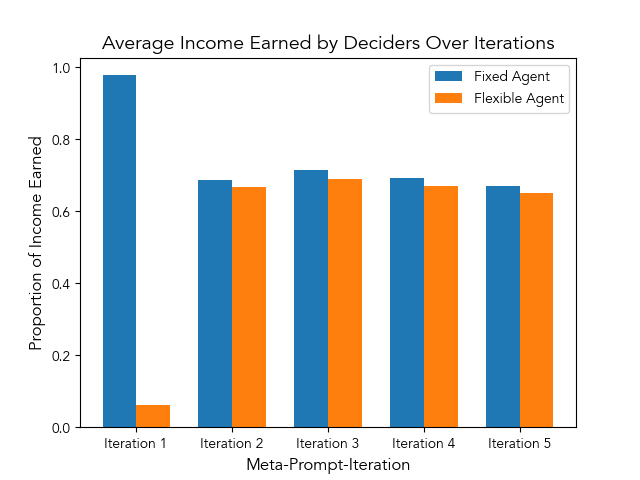 Average Income Earned by Deciders Over Iterations
Fixed Agent
Flexible Agent
Proportion of Income Earned
1.0
0.8
0.6
0.4
0.2
0.0
Iteration 1
Iteration 2
Iteration 3
Iteration 4
Iteration 5
Meta-Prompt-Iteration